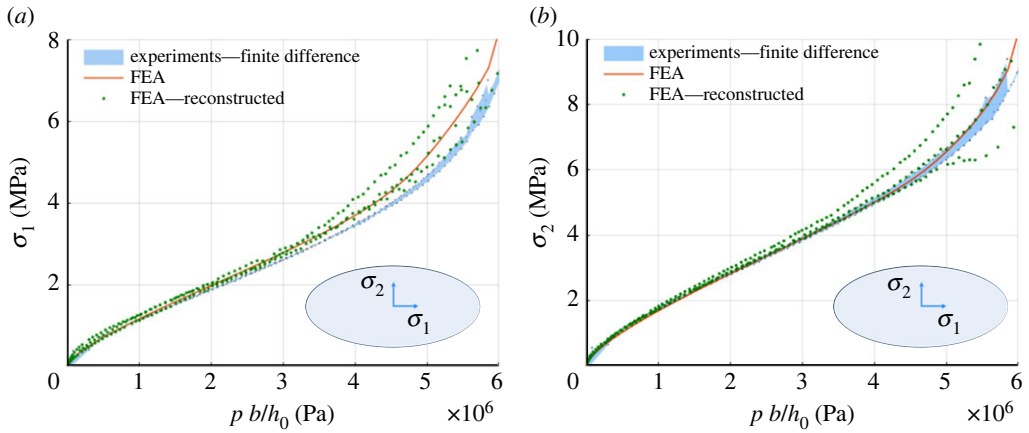 (a)
8
experiments—finite difference
FEA
FEA—reconstructed
6
σ1 (MPa)
4
2
σ2
σ1
0
1
2
3
4
5
6
p b/h0 (Pa)
×10^6
(b)
10
experiments—finite difference
FEA
FEA—reconstructed
8
6
σ2 (MPa)
4
2
σ2
σ1
0
1
2
3
4
5
6
p b/h0 (Pa)
×10^6